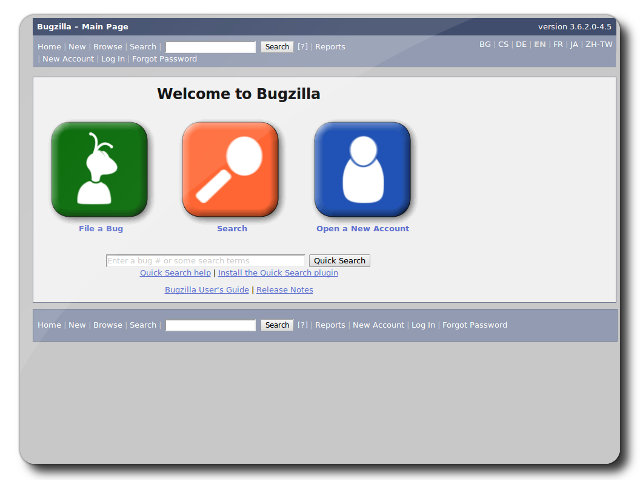 Bugzilla – Main Page version 3.6.2.0-4.5
Home | New | Browse | Search | Search [?] | Reports BG | CS | DE | EN | FR | JA | ZH-TW
| New Account | Log In | Forgot Password
Welcome to Bugzilla
File a Bug Search Open a New Account
Enter a bug # or some search terms Quick Search
Quick Search help | Install the Quick Search plugin
Bugzilla User's Guide | Release Notes
Home | New | Browse | Search | Search [?] | Reports | New Account | Log In | Forgot Password